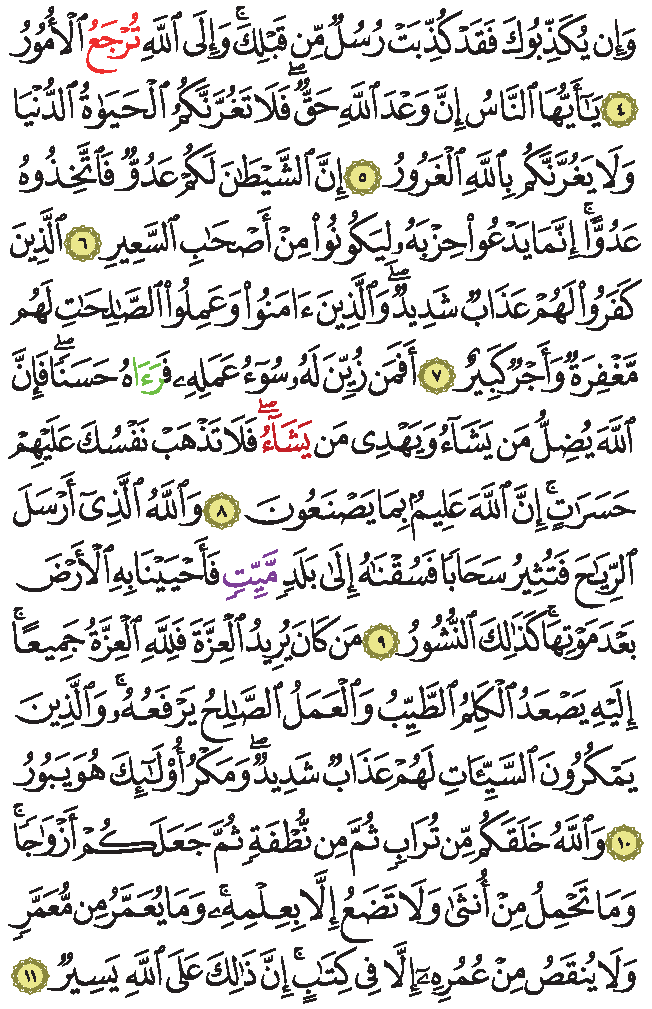 وَإِن يُكَذِّبُوكَ فَقَدْ كُذِّبَتْ رُسُلٌ مِّن قَبْلِكَۚ وَإِلَى ٱللَّهِ تُرْجَعُ ٱلْأُمُورُ
٤ يَـٰٓأَيُّهَا ٱلنَّاسُ إِنَّ وَعْدَ ٱللَّهِ حَقٌّۖ فَلَا تَغُرَّنَّكُمُ ٱلْحَيَوٰةُ ٱلدُّنْيَا
وَلَا يَغُرَّنَّكُم بِٱللَّهِ ٱلْغَرُورُ ٥ إِنَّ ٱلشَّيْطَـٰنَ لَكُمْ عَدُوٌّ فَٱتَّخِذُوهُ
عَدُوًّاۚ إِنَّمَا يَدْعُوا۟ حِزْبَهُۥ لِيَكُونُوا۟ مِنْ أَصْحَـٰبِ ٱلسَّعِيرِ ٦ ٱلَّذِينَ
كَفَرُوا۟ لَهُمْ عَذَابٌ شَدِيدٌۖ وَٱلَّذِينَ ءَامَنُوا۟ وَعَمِلُوا۟ ٱلصَّـٰلِحَـٰتِ لَهُم
مَّغْفِرَةٌ وَأَجْرٌ كَبِيرٌ ٧ أَفَمَن زُيِّنَ لَهُۥ سُوٓءُ عَمَلِهِۦ فَرَءَاهُ حَسَنًاۖ فَإِنَّ
ٱللَّهَ يُضِلُّ مَن يَشَآءُ وَيَهْدِى مَن يَشَآءُۖ فَلَا تَذْهَبْ نَفْسُكَ عَلَيْهِمْ
حَسَرَٰتٍۚ إِنَّ ٱللَّهَ عَلِيمٌۢ بِمَا يَصْنَعُونَ ٨ وَٱللَّهُ ٱلَّذِىٓ أَرْسَلَ
ٱلرِّيَـٰحَ فَتُثِيرُ سَحَابًا فَسُقْنَـٰهُ إِلَىٰ بَلَدٍ مَّيِّتٍ فَأَحْيَيْنَا بِهِ ٱلْأَرْضَ
بَعْدَ مَوْتِهَاۚ كَذَٰلِكَ ٱلنُّشُورُ ٩ مَن كَانَ يُرِيدُ ٱلْعِزَّةَ فَلِلَّهِ ٱلْعِزَّةُ جَمِيعًاۚ
إِلَيْهِ يَصْعَدُ ٱلْكَلِمُ ٱلطَّيِّبُ وَٱلْعَمَلُ ٱلصَّـٰلِحُ يَرْفَعُهُۥۚ وَٱلَّذِينَ
يَمْكُرُونَ ٱلسَّيِّـَٔاتِ لَهُمْ عَذَابٌ شَدِيدٌۖ وَمَكْرُ أُو۟لَـٰٓئِكَ هُوَ يَبُورُ
١٠ وَٱللَّهُ خَلَقَكُم مِّن تُرَابٍ ثُمَّ مِن نُّطْفَةٍ ثُمَّ جَعَلَكُمْ أَزْوَٰجًاۚ
وَمَا تَحْمِلُ مِنْ أُنثَىٰ وَلَا تَضَعُ إِلَّا بِعِلْمِهِۦۚ وَمَا يُعَمَّرُ مِن مُّعَمَّرٍ
وَلَا يُنقَصُ مِنْ عُمُرِهِۦٓ إِلَّا فِى كِتَـٰبٍۚ إِنَّ ذَٰلِكَ عَلَى ٱللَّهِ يَسِيرٌ ١١